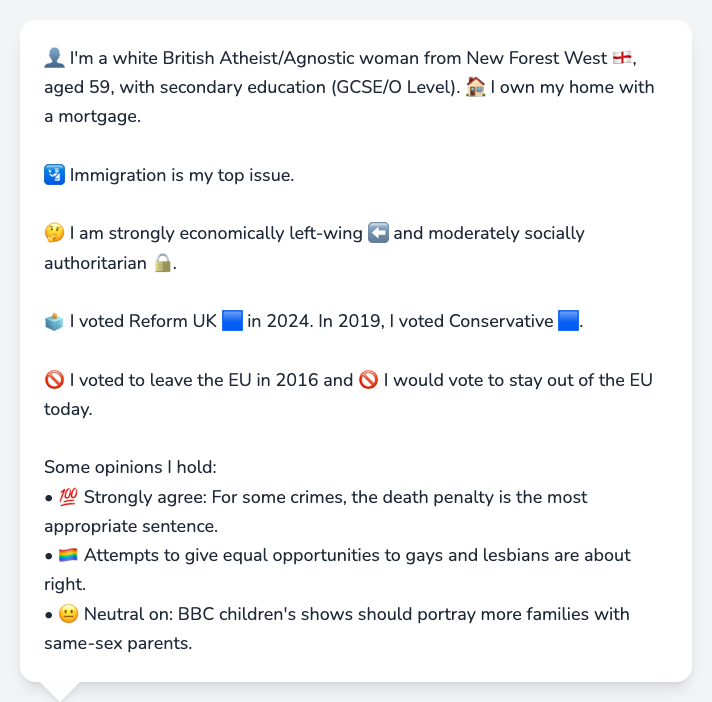 👤 I'm a white British Atheist/Agnostic woman from New Forest West 🏴󠁧󠁢󠁥󠁮󠁧󠁿,
aged 59, with secondary education (GCSE/O Level). 🏠 I own my home with
a mortgage.
🛂 Immigration is my top issue.
🤔 I am strongly economically left-wing ⬅️ and moderately socially
authoritarian 🔒.
🗳️ I voted Reform UK 🟦 in 2024. In 2019, I voted Conservative 🟦.
🚫 I voted to leave the EU in 2016 and 🚫 I would vote to stay out of the EU
today.
Some opinions I hold:
• 💯 Strongly agree: For some crimes, the death penalty is the most
appropriate sentence.
• 🏳️‍🌈 Attempts to give equal opportunities to gays and lesbians are about
right.
• 😐 Neutral on: BBC children's shows should portray more families with
same-sex parents.